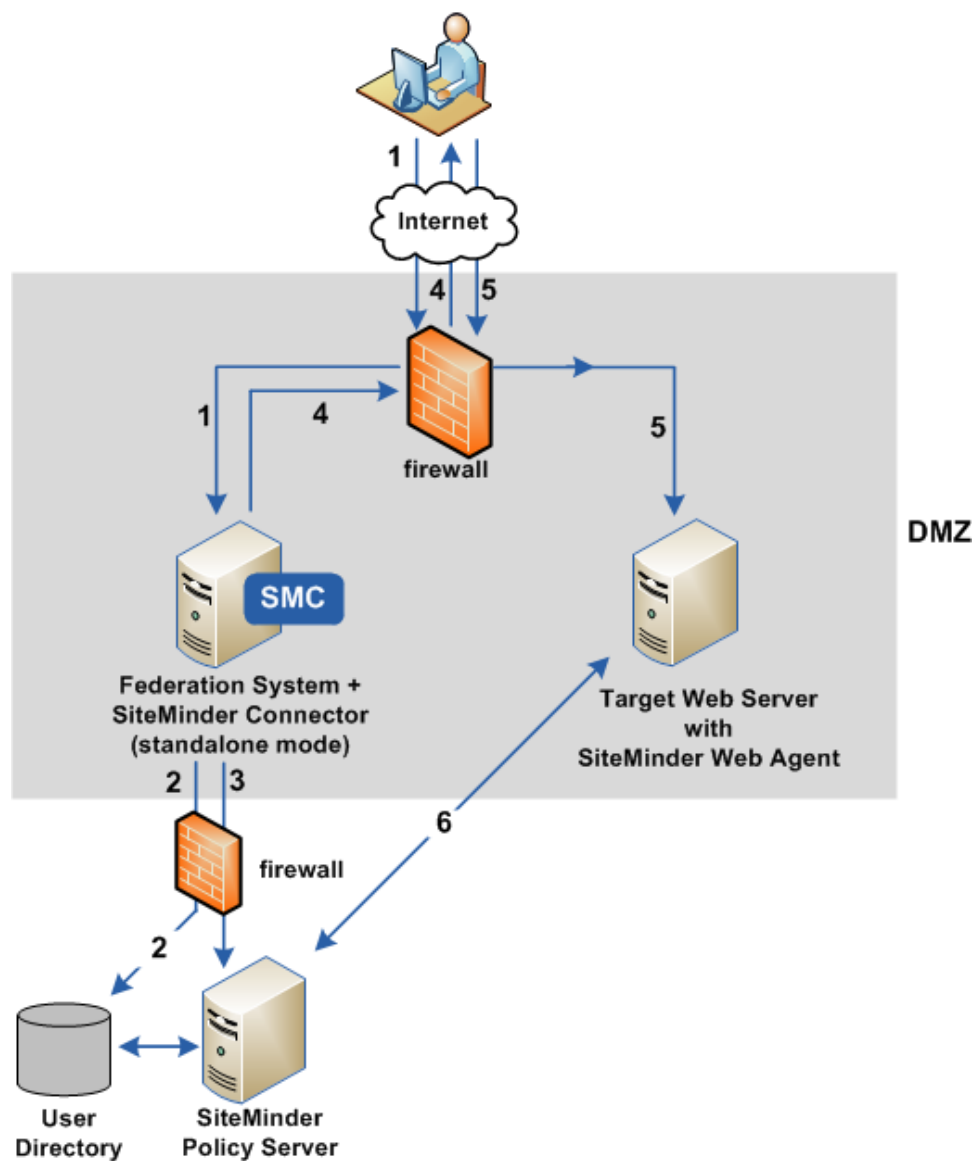 1
Internet
4
5
1
4
5
firewall
DMZ
SMC
Federation System +
SiteMinder Connector
(standalone mode)
Target Web Server
with
SiteMinder Web Agent
2
3
6
firewall
2
User
Directory
SiteMinder
Policy Server